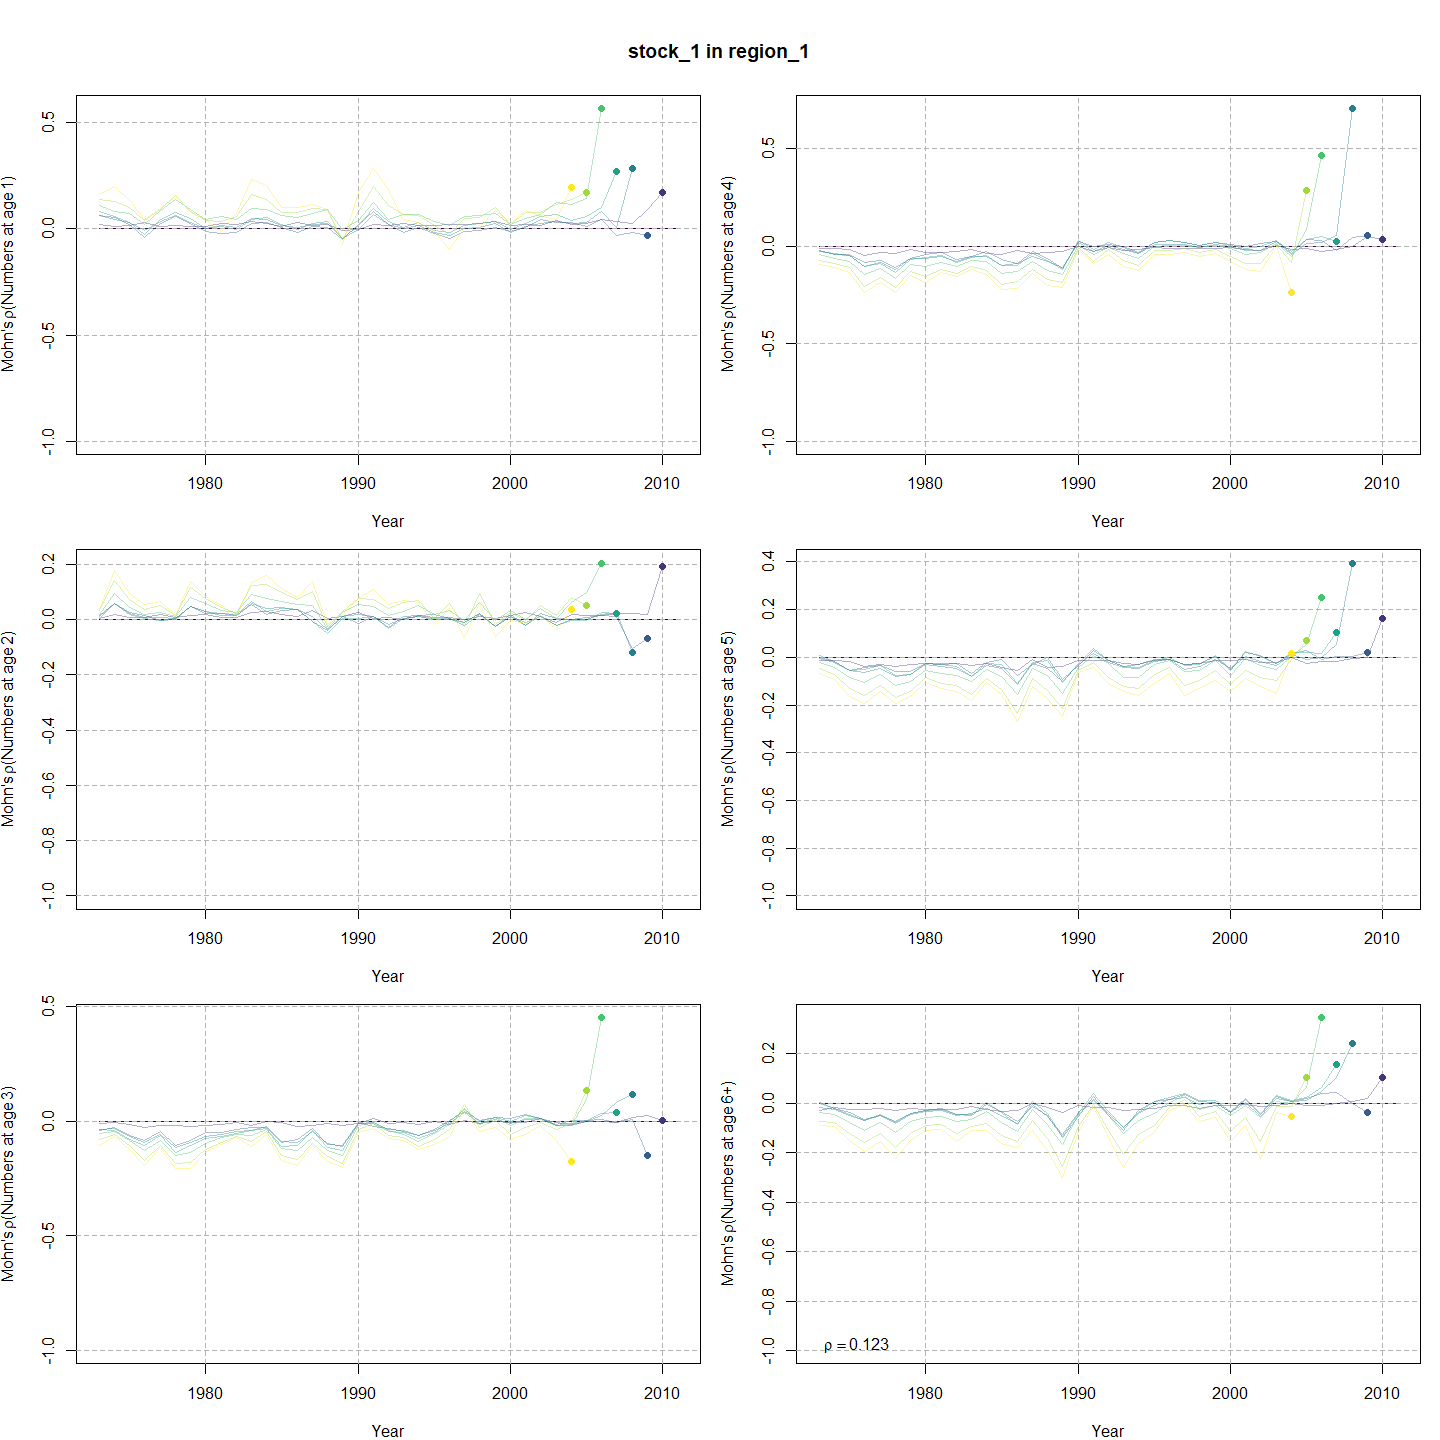 stock_1 in region_1
Mohn's ρ(Numbers at age 1)
0.5
0.0
-0.5
-1.0
1980 1990 2000 2010
Year
Mohn's ρ(Numbers at age 4)
0.5
0.0
-0.5
-1.0
1980 1990 2000 2010
Year
Mohn's ρ(Numbers at age 2)
0.2
0.0
-0.2
-0.4
-0.6
-0.8
-1.0
1980 1990 2000 2010
Year
Mohn's ρ(Numbers at age 5)
0.4
0.2
0.0
-0.2
-0.4
-0.6
-0.8
-1.0
1980 1990 2000 2010
Year
Mohn's ρ(Numbers at age 3)
0.5
0.0
-0.5
-1.0
1980 1990 2000 2010
Year
Mohn's ρ(Numbers at age 6+)
0.2
0.0
-0.2
-0.4
-0.6
-0.8
-1.0
ρ = 0.123
1980 1990 2000 2010
Year